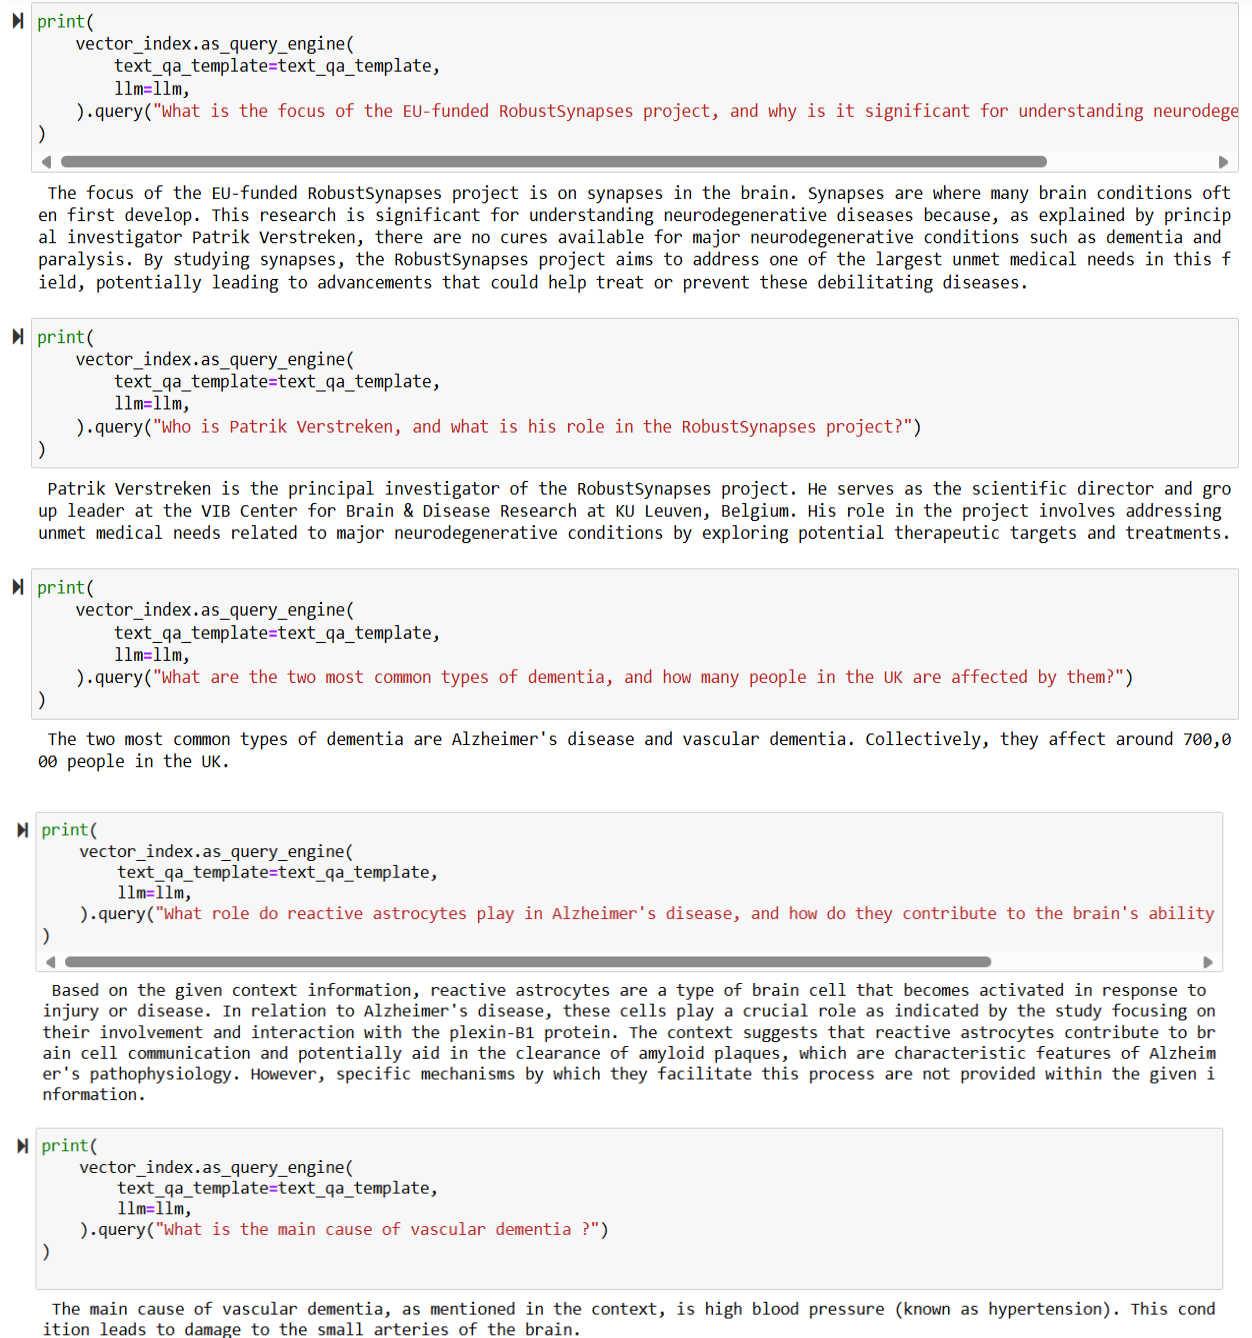 print(
    vector_index.as_query_engine(
        text_qa_template=text_qa_template,
        llm=llm,
    ).query("What is the focus of the EU-funded RobustSynapses project, and why is it significant for understanding neurodege
)
The focus of the EU-funded RobustSynapses project is on synapses in the brain. Synapses are where many brain conditions oft
en first develop. This research is significant for understanding neurodegenerative diseases because, as explained by princip
al investigator Patrik Verstreken, there are no cures available for major neurodegenerative conditions such as dementia and
paralysis. By studying synapses, the RobustSynapses project aims to address one of the largest unmet medical needs in this f
ield, potentially leading to advancements that could help treat or prevent these debilitating diseases.
print(
    vector_index.as_query_engine(
        text_qa_template=text_qa_template,
        llm=llm,
    ).query("Who is Patrik Verstreken, and what is his role in the RobustSynapses project?")
)
Patrik Verstreken is the principal investigator of the RobustSynapses project. He serves as the scientific director and gro
up leader at the VIB Center for Brain & Disease Research at KU Leuven, Belgium. His role in the project involves addressing
unmet medical needs related to major neurodegenerative conditions by exploring potential therapeutic targets and treatments.
print(
    vector_index.as_query_engine(
        text_qa_template=text_qa_template,
        llm=llm,
    ).query("What are the two most common types of dementia, and how many people in the UK are affected by them?")
)
The two most common types of dementia are Alzheimer's disease and vascular dementia. Collectively, they affect around 700,0
00 people in the UK.
print(
    vector_index.as_query_engine(
        text_qa_template=text_qa_template,
        llm=llm,
    ).query("What role do reactive astrocytes play in Alzheimer's disease, and how do they contribute to the brain's ability
)
Based on the given context information, reactive astrocytes are a type of brain cell that becomes activated in response to
injury or disease. In relation to Alzheimer's disease, these cells play a crucial role as indicated by the study focusing on
their involvement and interaction with the plexin-B1 protein. The context suggests that reactive astrocytes contribute to br
ain cell communication and potentially aid in the clearance of amyloid plaques, which are characteristic features of Alzheim
er's pathophysiology. However, specific mechanisms by which they facilitate this process are not provided within the given i
nformation.
print(
    vector_index.as_query_engine(
        text_qa_template=text_qa_template,
        llm=llm,
    ).query("What is the main cause of vascular dementia ?")
)
The main cause of vascular dementia, as mentioned in the context, is high blood pressure (known as hypertension). This cond
ition leads to damage to the small arteries of the brain.